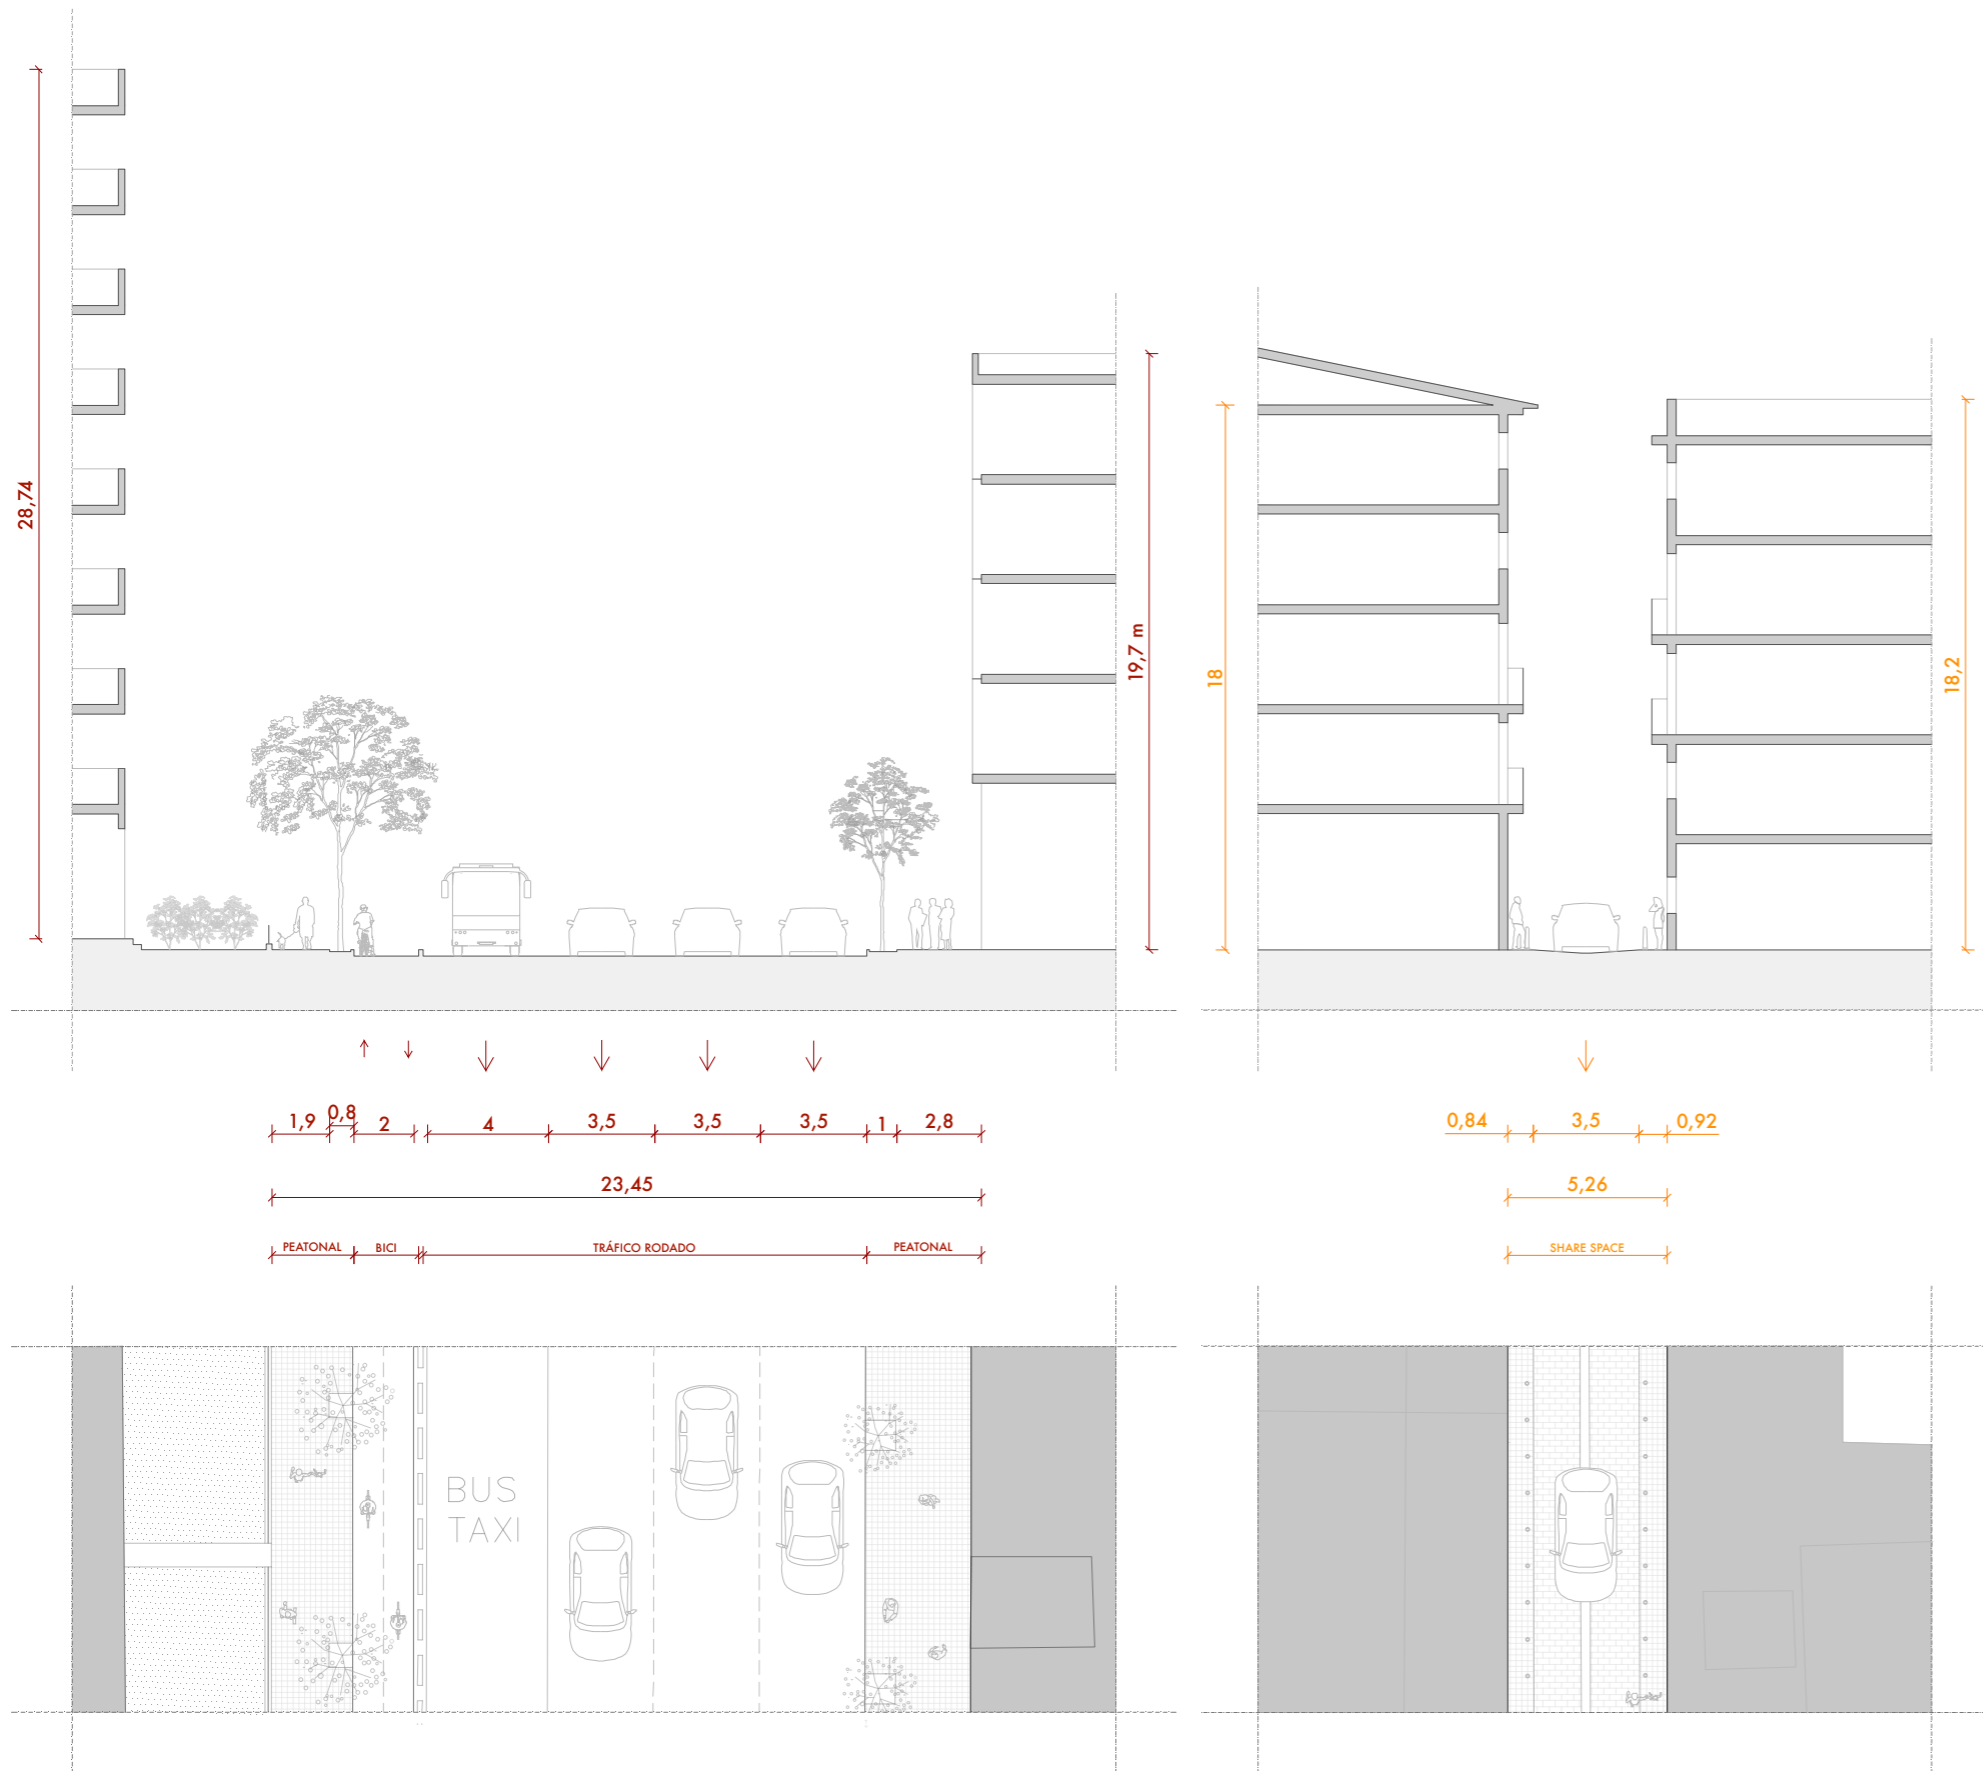 28,74
19,7 m
18
18,2
1,9 0,8 2 4 3,5 3,5 3,5 1 2,8
0,84 3,5 0,92
23,45
5,26
PEATONAL BICI TRÁFICO RODADO PEATONAL
SHARE SPACE
BUS
TAXI